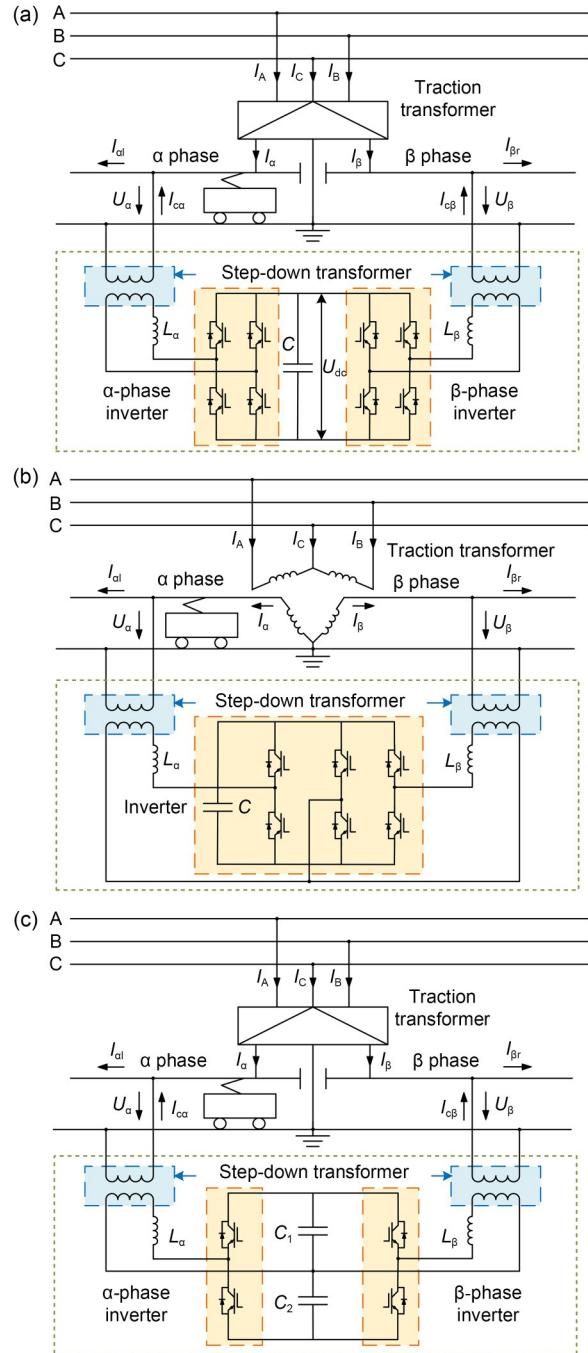 (a) A
B
C
I_A I_C I_B
Traction
transformer
I_αl α phase I_α I_β β phase I_βr
U_α I_cα I_cβ U_β
Step-down transformer
L_α C U_dc L_β
α-phase
inverter
β-phase
inverter
(b) A
B
C
I_A I_C I_B
Traction transformer
I_αl α phase β phase I_βr
U_α I_α I_β U_β
Step-down transformer
L_α L_β
Inverter C
(c) A
B
C
I_A I_C I_B
Traction
transformer
I_αl α phase I_α I_β β phase I_βr
U_α I_cα I_cβ U_β
Step-down transformer
L_α C_1 L_β
α-phase
inverter
C_2
β-phase
inverter